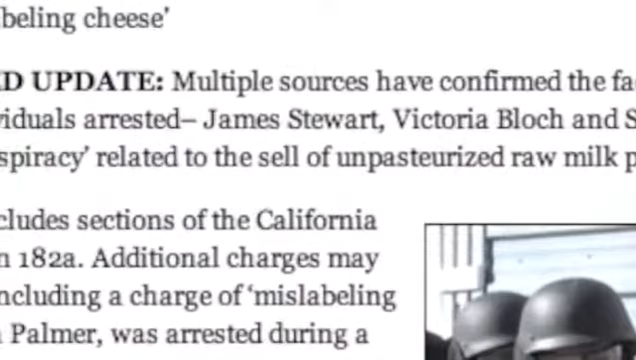 beling cheese'
D UPDATE: Multiple sources have confirmed the fa
viduals arrested– James Stewart, Victoria Bloch and S
spiracy' related to the sell of unpasteurized raw milk p
cludes sections of the California
n 182a. Additional charges may
ncluding a charge of 'mislabeling
Palmer, was arrested during a